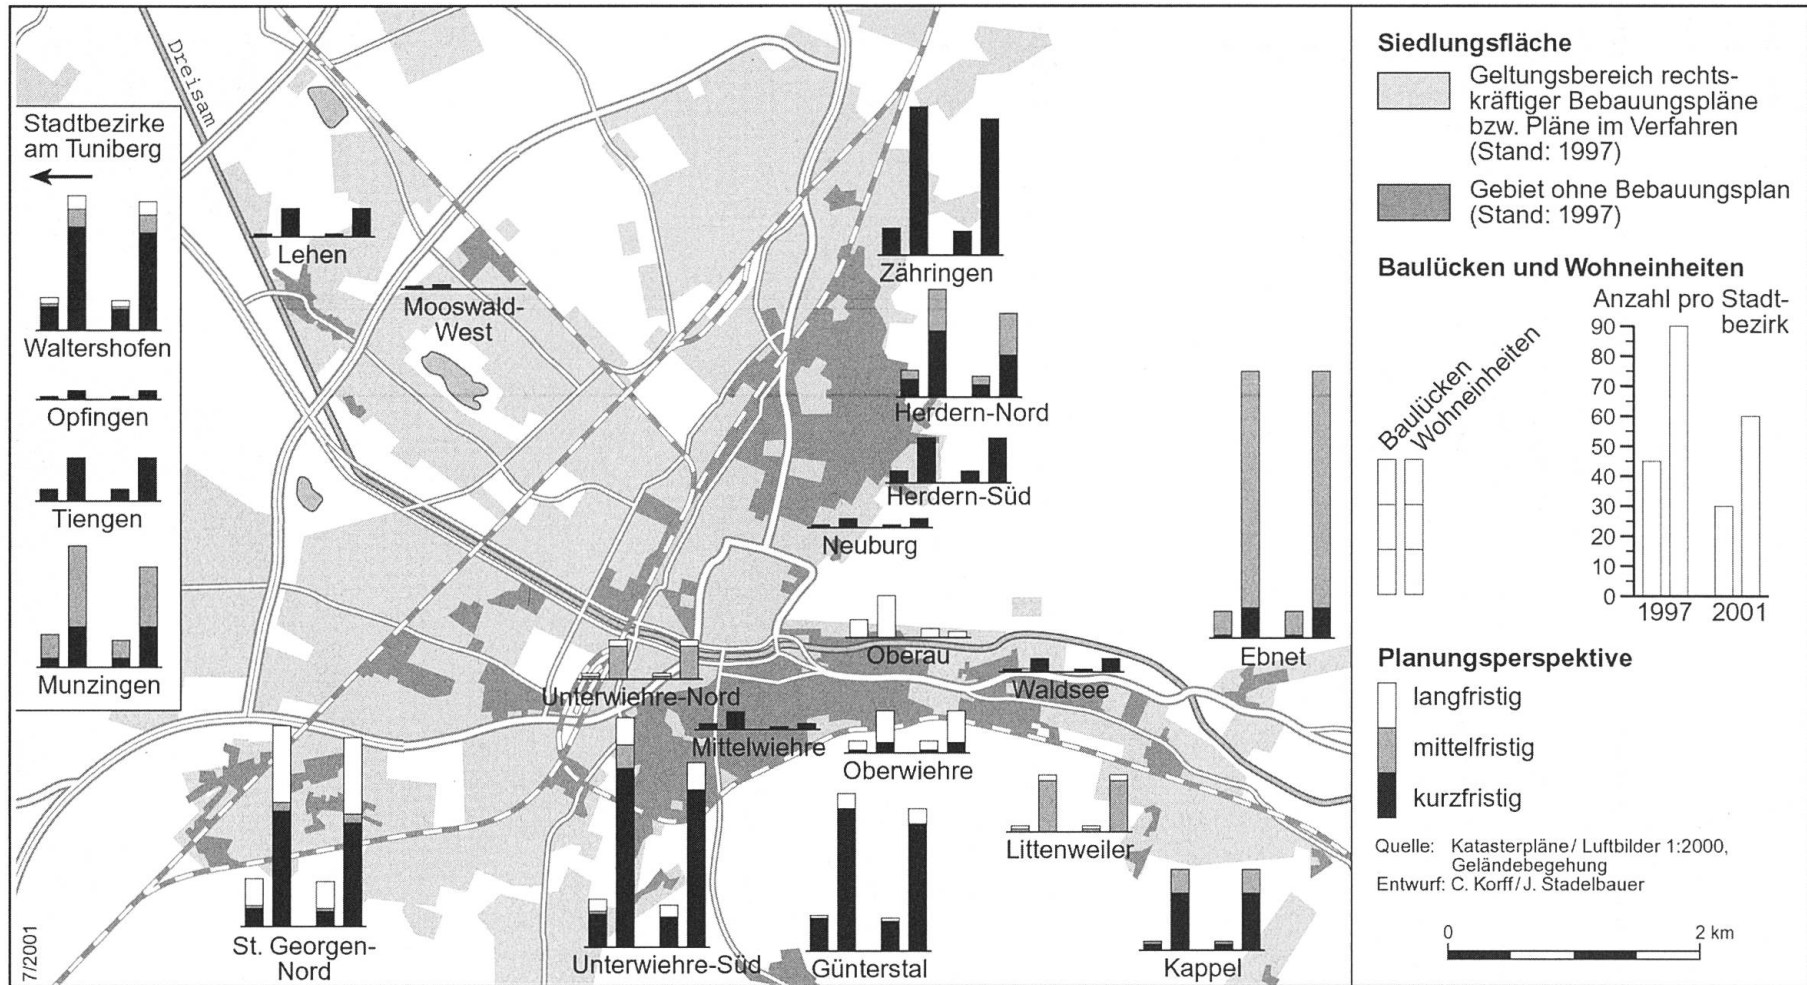 Dreisam
Stadtbezirke
am Tuniberg
Waltershofen
Opfingen
Tiengen
Munzingen
Lehen
Mooswald-
West
Zähringen
Herdern-Nord
Herdern-Süd
Neuburg
Oberau
Waldsee
Ebnet
Unterwiehre-Nord
Mittelwiehre
Oberwiehre
Littenweiler
St. Georgen-
Nord
Unterwiehre-Süd
Günterstal
Kappel
7/2001
Siedlungsfläche
Geltungsbereich rechts-
kräftiger Bebauungspläne
bzw. Pläne im Verfahren
(Stand: 1997)
Gebiet ohne Bebauungsplan
(Stand: 1997)
Baulücken und Wohneinheiten
Anzahl pro Stadt-
bezirk
Baulücken
Wohneinheiten
90
80
70
60
50
40
30
20
10
0
1997 2001
Planungsperspektive
langfristig
mittelfristig
kurzfristig
Quelle: Katasterpläne/ Luftbilder 1:2000,
Geländebegehung
Entwurf: C. Korff/J. Stadelbauer
0 2 km